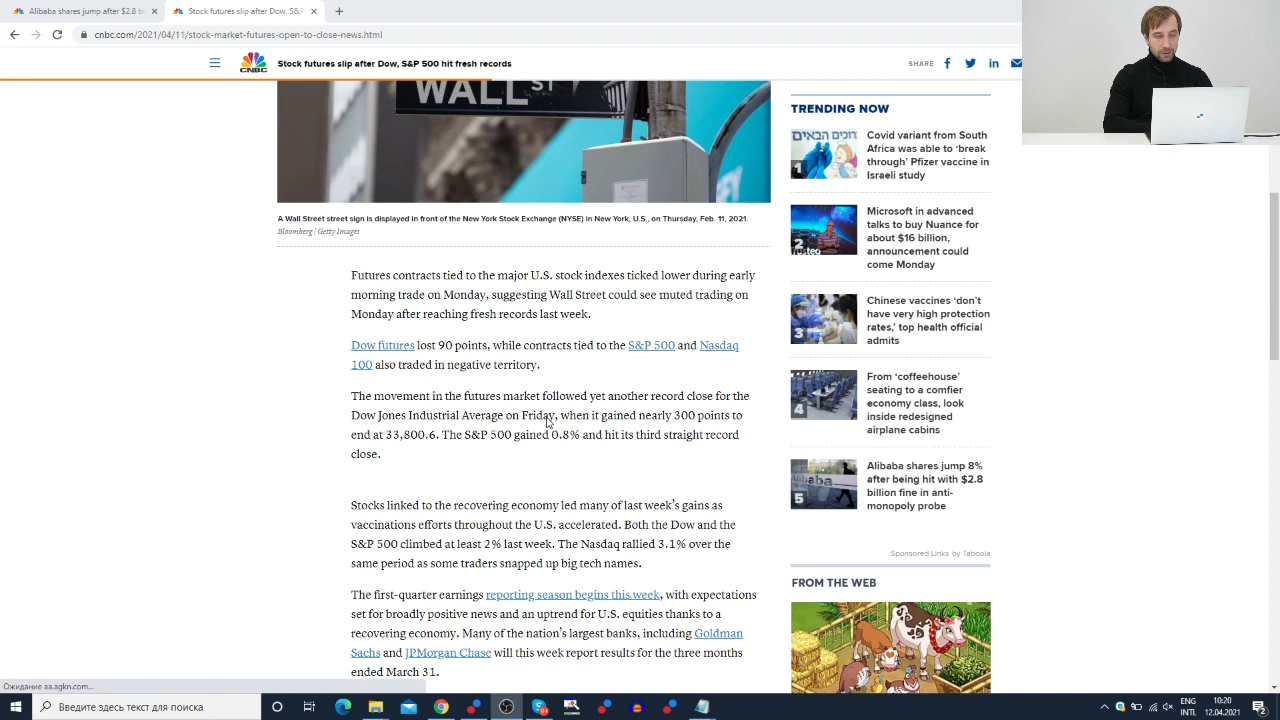 Alibaba shares jump after $2.8 b
Stock futures slip after Dow, S&P 5
cnbc.com/2021/04/11/stock-market-futures-open-to-close-news.html
CNBC
Stock futures slip after Dow, S&P 500 hit fresh records
SHARE
WALL ST
A Wall Street street sign is displayed in front of the New York Stock Exchange (NYSE) in New York, U.S., on Thursday, Feb. 11, 2021.
Bloomberg | Getty Images
Futures contracts tied to the major U.S. stock indexes ticked lower during early
morning trade on Monday, suggesting Wall Street could see muted trading on
Monday after reaching fresh records last week.
Dow futures lost 90 points, while contracts tied to the S&P 500 and Nasdaq
100 also traded in negative territory.
The movement in the futures market followed yet another record close for the
Dow Jones Industrial Average on Friday, when it gained nearly 300 points to
end at 33,800.6. The S&P 500 gained 0.8% and hit its third straight record
close.
Stocks linked to the recovering economy led many of last week's gains as
vaccinations efforts throughout the U.S. accelerated. Both the Dow and the
S&P 500 climbed at least 2% last week. The Nasdaq rallied 3.1% over the
same period as some traders snapped up big tech names.
The first-quarter earnings reporting season begins this week, with expectations
set for broadly positive news and an uptrend for U.S. equities thanks to a
recovering economy. Many of the nation's largest banks, including Goldman
Sachs and JPMorgan Chase will this week report results for the three months
ended March 31.
TRENDING NOW
1
Covid variant from South
Africa was able to 'break
through' Pfizer vaccine in
Israeli study
2
Microsoft in advanced
talks to buy Nuance for
about $16 billion,
announcement could
come Monday
3
Chinese vaccines 'don't
have very high protection
rates,' top health official
admits
4
From 'coffeehouse'
seating to a comfier
economy class, look
inside redesigned
airplane cabins
5
Alibaba shares jump 8%
after being hit with $2.8
billion fine in anti-
monopoly probe
Sponsored Links by Taboola
FROM THE WEB
Ожидание aa.agkn.com...
Введите здесь текст для поиска
ENG
INTL
10:20
12.04.2021
2